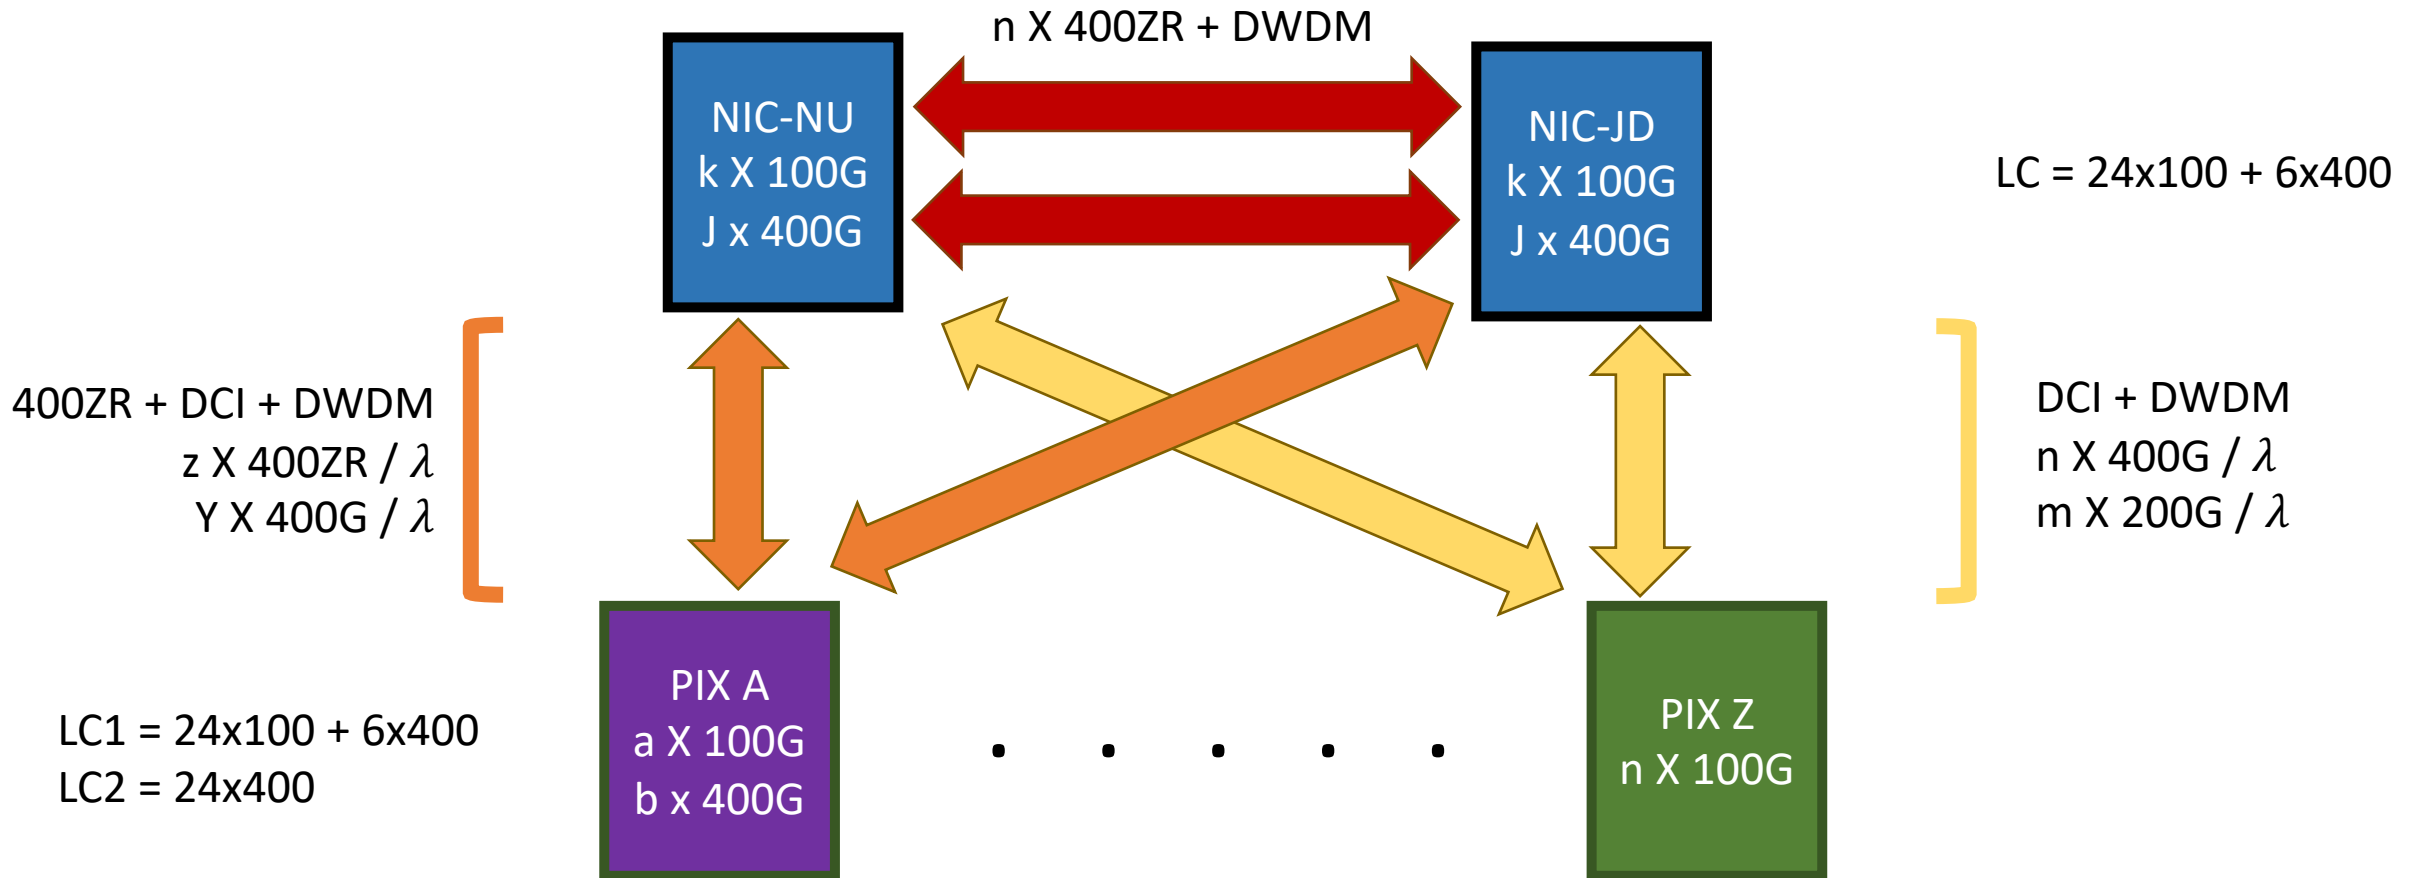 n X 400ZR + DWDM
NIC-NU
k X 100G
J x 400G
NIC-JD
k X 100G
J x 400G
LC = 24x100 + 6x400
400ZR + DCI + DWDM
z X 400ZR / λ
Y X 400G / λ
DCI + DWDM
n X 400G / λ
m X 200G / λ
LC1 = 24x100 + 6x400
LC2 = 24x400
PIX A
a X 100G
b x 400G
. . . . .
PIX Z
n X 100G